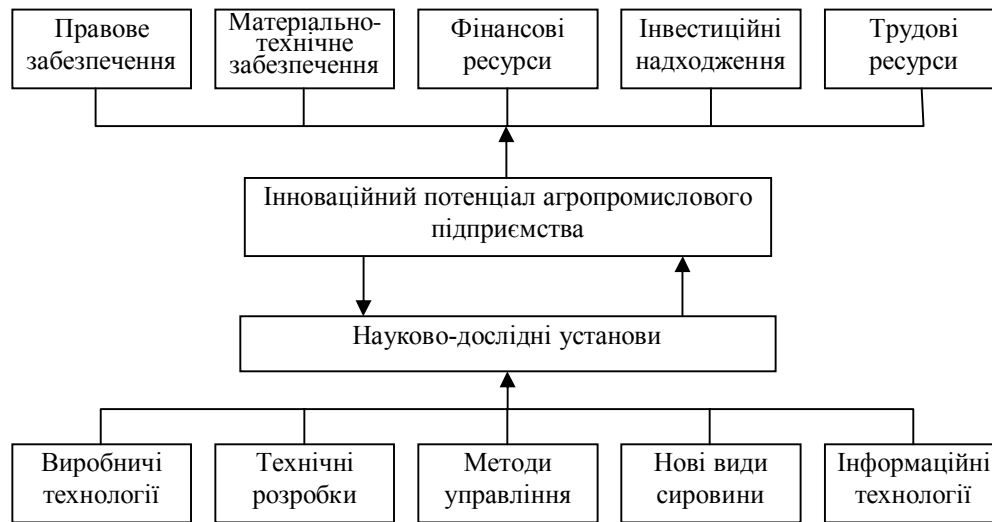 Правове
забезпечення
Матеріально-
технічне
забезпечення
Фінансові
ресурси
Інвестиційні
надходження
Трудові
ресурси
Інноваційний потенціал агропромислового
підприємства
Науково-дослідні установи
Виробничі
технології
Технічні
розробки
Методи
управління
Нові види
сировини
Інформаційні
технології